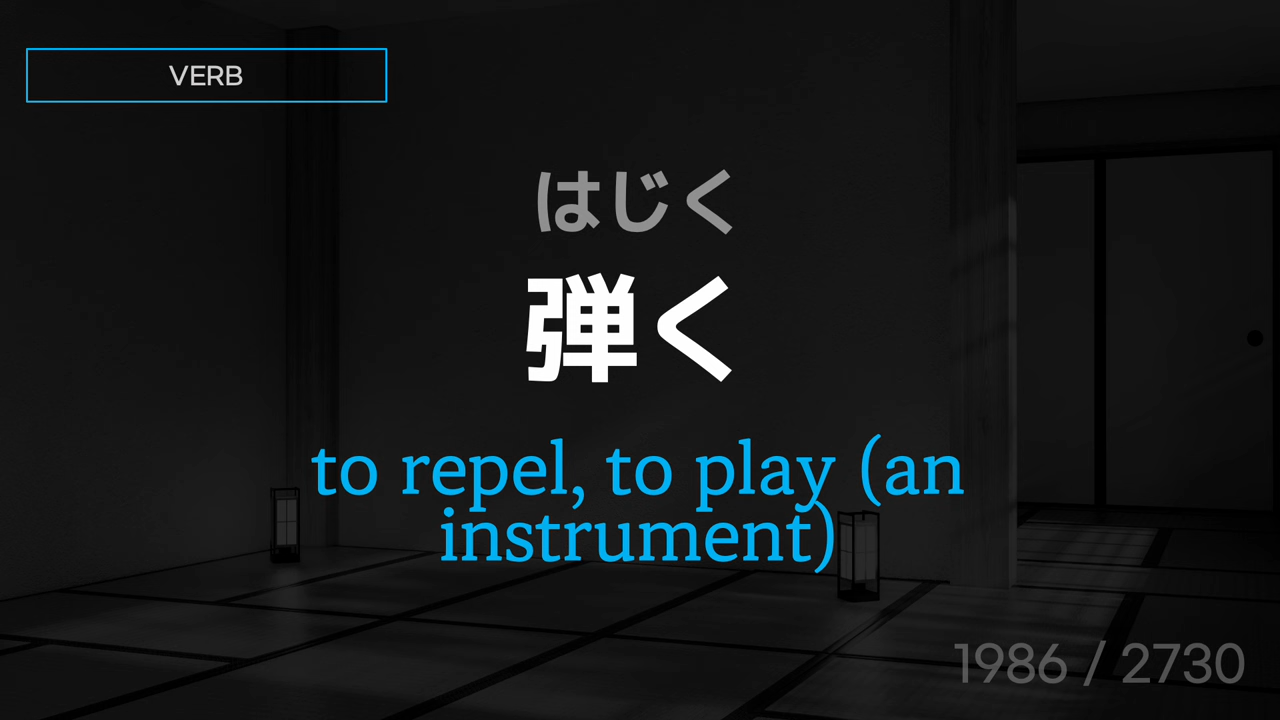 VERB
はじく
弾く
to repel, to play (an
instrument)
1986 / 2730